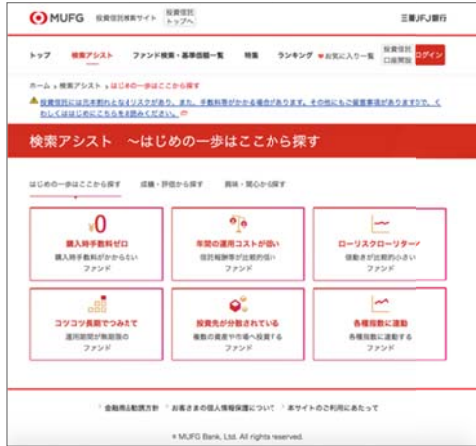 MUFG 投資信託検索サイト 投資信託
トップへ
三菱UFJ銀行
トップ 検索アシスト ファンド検索・基準価額一覧 特集 ランキング お気に入り一覧 投資信託
口座開設 ログイン
ホーム 検索アシスト はじめの一歩はここから探す
投資信託には元本割れとなるリスクがあり、また、手数料等がかかる場合があります。その他にもご留意事項がありますので、く
わしくははじめにこちらをお読みください。
検索アシスト ～はじめの一歩はここから探す
はじめの一歩はここから探す 成績・評価から探す 興味・関心から探す
¥0
購入時手数料ゼロ
購入時手数料がかからない
ファンド
年間の運用コストが低い
信託報酬等が比較的低い
ファンド
ローリスクローリターン
値動きが比較的小さい
ファンド
コツコツ長期でつみたて
運用期間が無期限の
ファンド
投資先が分散されている
複数の資産や市場へ投資する
ファンド
各種指数に連動
各種指数に連動する
ファンド
金融商品勧誘方針 お客さまの個人情報保護について 本サイトのご利用にあたって
© MUFG Bank, Ltd. All rights reserved.